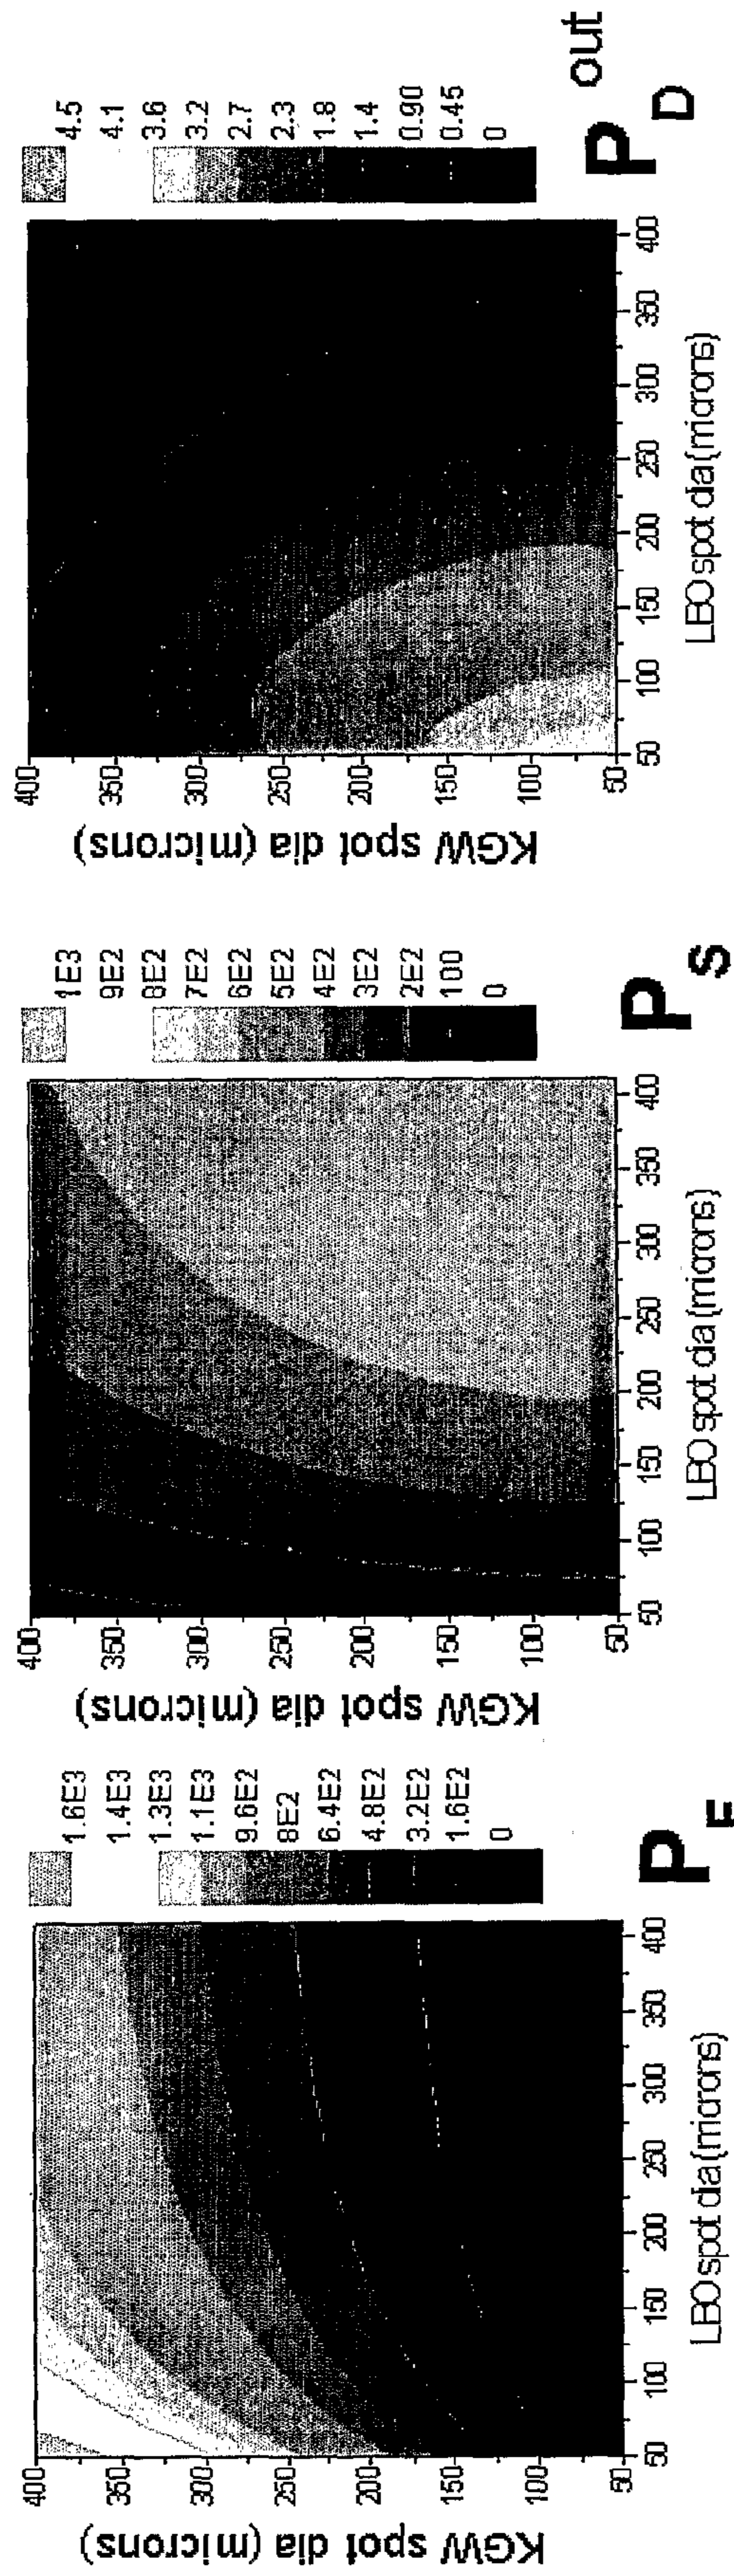 KGW spot dia (microns)
400
350
300
250
200
150
100
50
50
100
150
200
250
300
350
400
LBO spot dia (microns)
1.6E3
1.4E3
1.3E3
1.1E3
9.6E2
8E2
6.4E2
4.8E2
3.2E2
1.6E2
0
P F
KGW spot dia (microns)
400
350
300
250
200
150
100
50
50
100
150
200
250
300
350
400
LBO spot dia (microns)
1E3
9E2
8E2
7E2
6E2
5E2
4E2
3E2
2E2
100
0
P S
KGW spot dia (microns)
400
350
300
250
200
150
100
50
50
100
150
200
250
300
350
400
LBO spot dia (microns)
4.5
4.1
3.6
3.2
2.7
2.3
1.8
1.4
0.90
0.45
0
P D out